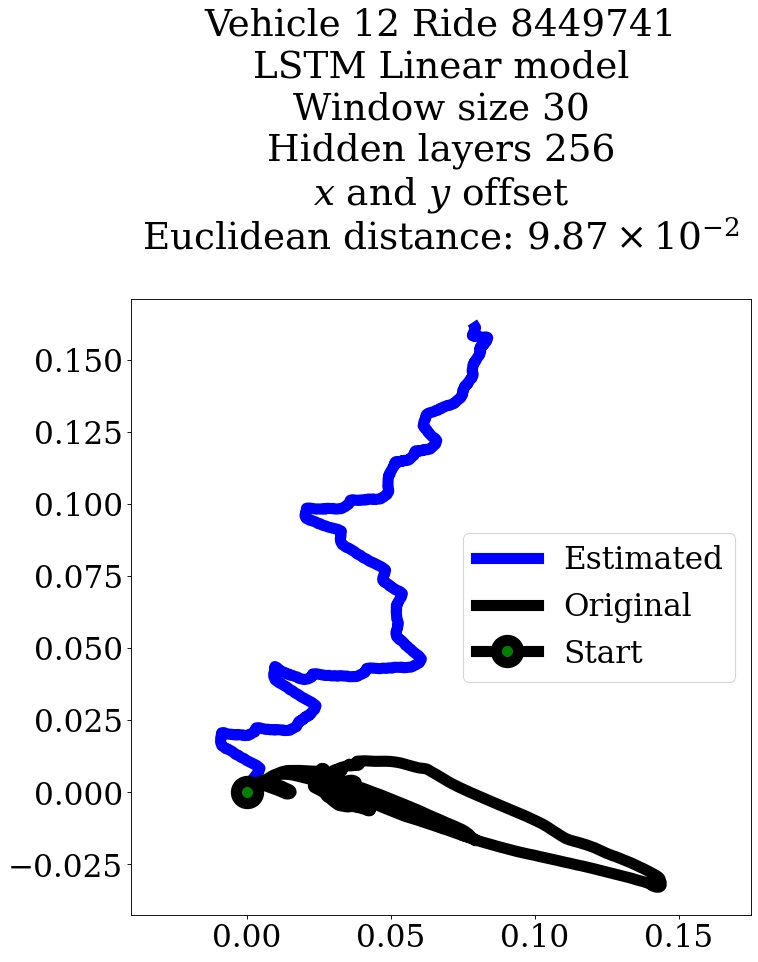 Vehicle 12 Ride 8449741
LSTM Linear model
Window size 30
Hidden layers 256
x and y offset
Euclidean distance: 9.87 × 10⁻²
0.150
0.125
0.100
0.075
0.050
0.025
0.000
−0.025
Estimated
Original
Start
0.00 0.05 0.10 0.15